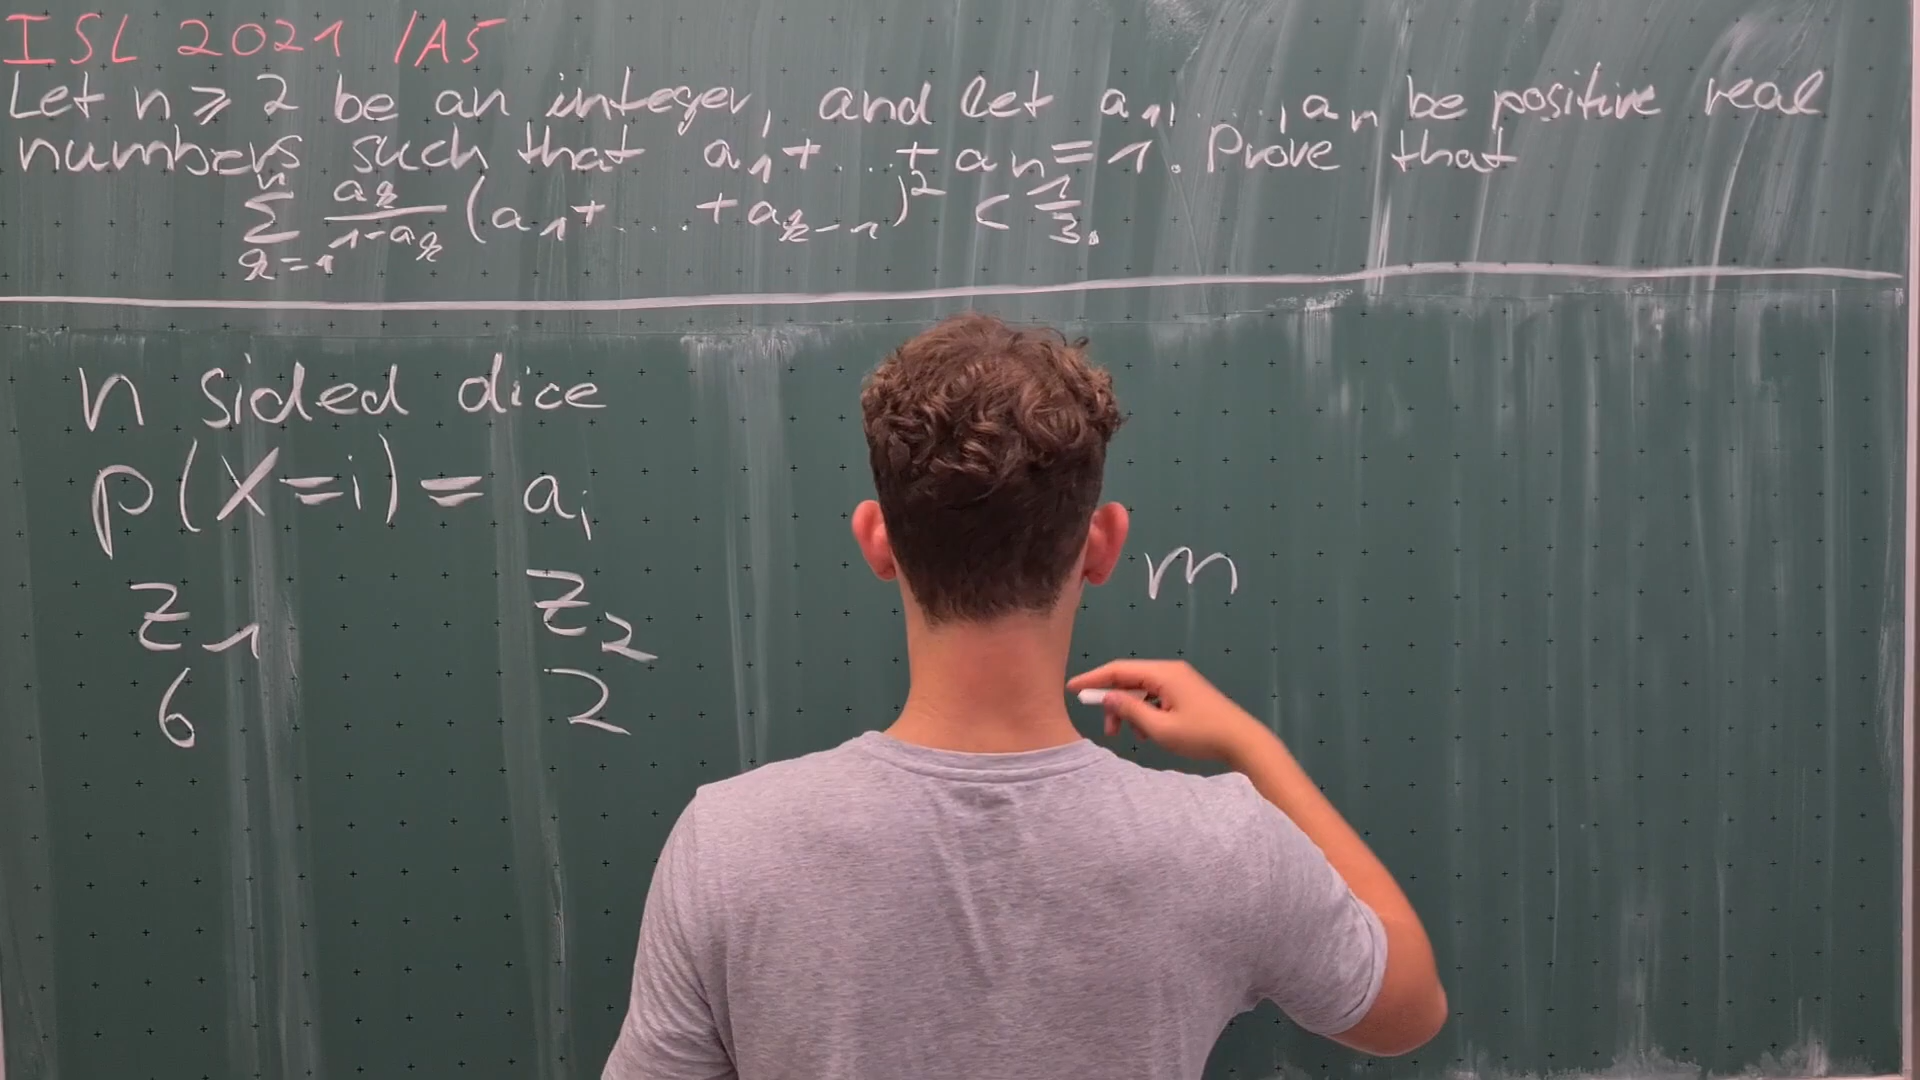 ISL 2021 /A5
Let n ≥ 2 be an integer, and let a₁, ..., aₙ be positive real
numbers such that a₁+...+aₙ=1. Prove that
∑ₖ₌₁ⁿ aₖ/(1-aₖ) (a₁+...+aₖ₋₁)² < 1/3.
n sided dice
p(X=i) = aᵢ
z₁ z₂ m
6 2